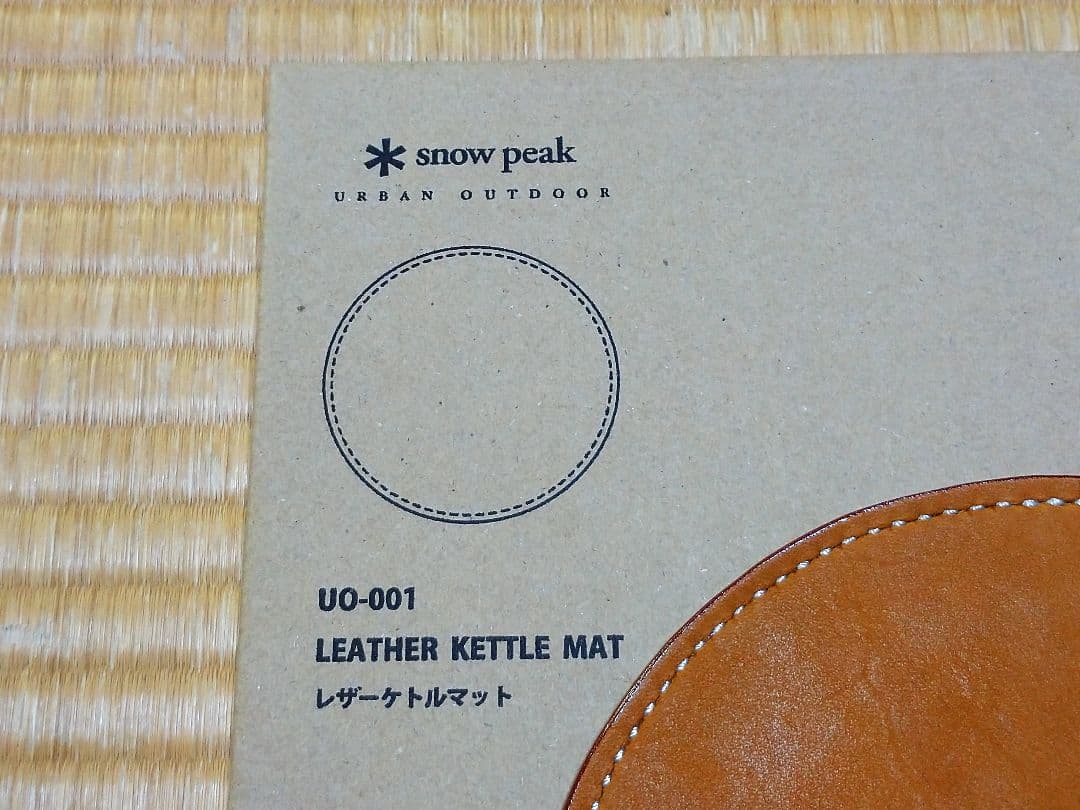 snow peak
URBAN OUTDOOR
UO-001
LEATHER KETTLE MAT
レザーケトルマット